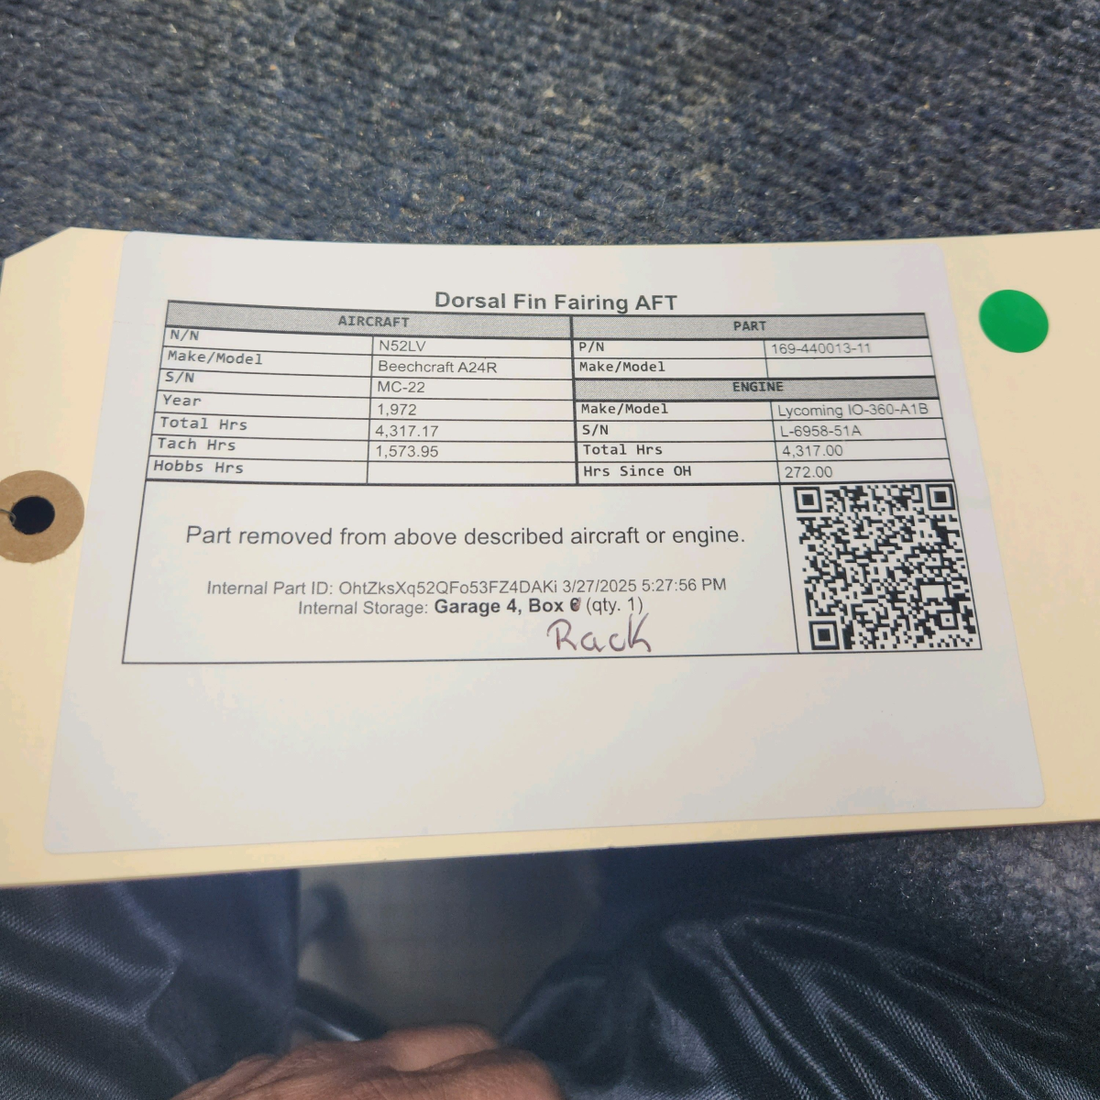 Dorsal Fin Fairing AFT
AIRCRAFT PART
N/N N52LV P/N 169-440013-11
Make/Model Beechcraft A24R Make/Model
S/N MC-22 ENGINE
Year 1,972 Make/Model Lycoming IO-360-A1B
Total Hrs 4,317.17 S/N L-6958-51A
Tach Hrs 1,573.95 Total Hrs 4,317.00
Hobbs Hrs Hrs Since OH 272.00
Part removed from above described aircraft or engine.
Internal Part ID: OhtZksXq52QFo53FZ4DAKi 3/27/2025 5:27:56 PM
Internal Storage: Garage 4, Box (qty. 1)
Rack